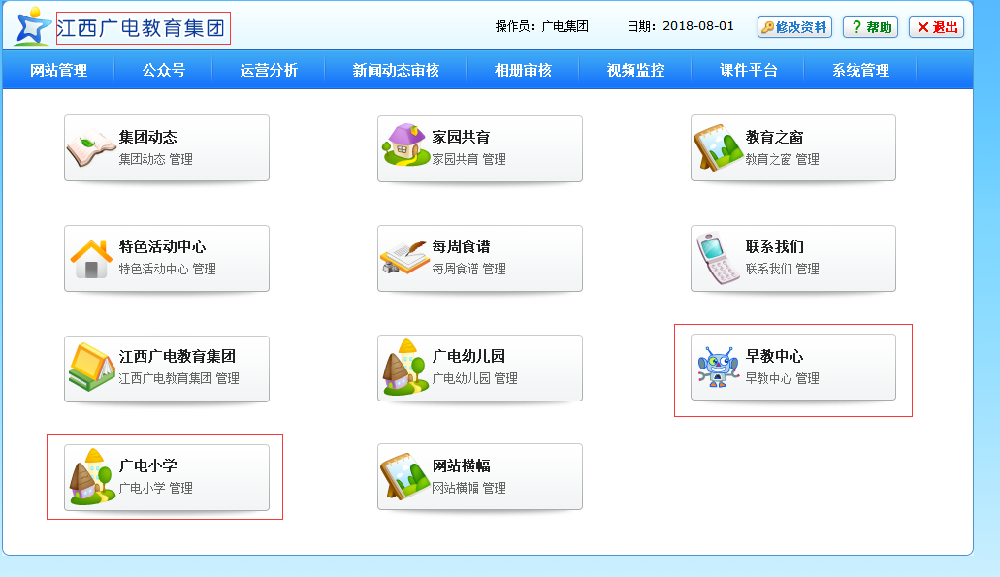 江西广电教育集团
操作员：广电集团 日期：2018-08-01 修改资料 ? 帮助 退出
网站管理 公众号 运营分析 新闻动态审核 相册审核 视频监控 课件平台 系统管理
集团动态
集团动态 管理
家园共育
家园共育 管理
教育之窗
教育之窗 管理
特色活动中心
特色活动中心 管理
每周食谱
每周食谱 管理
联系我们
联系我们 管理
江西广电教育集团
江西广电教育集团 管理
广电幼儿园
广电幼儿园 管理
早教中心
早教中心 管理
广电小学
广电小学 管理
网站横幅
网站横幅 管理